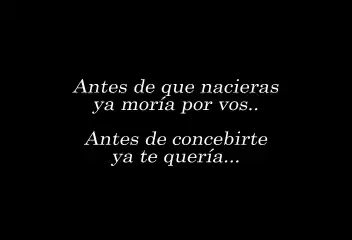 Antes de que nacieras
ya moría por vos..
Antes de concebirte
ya te quería...